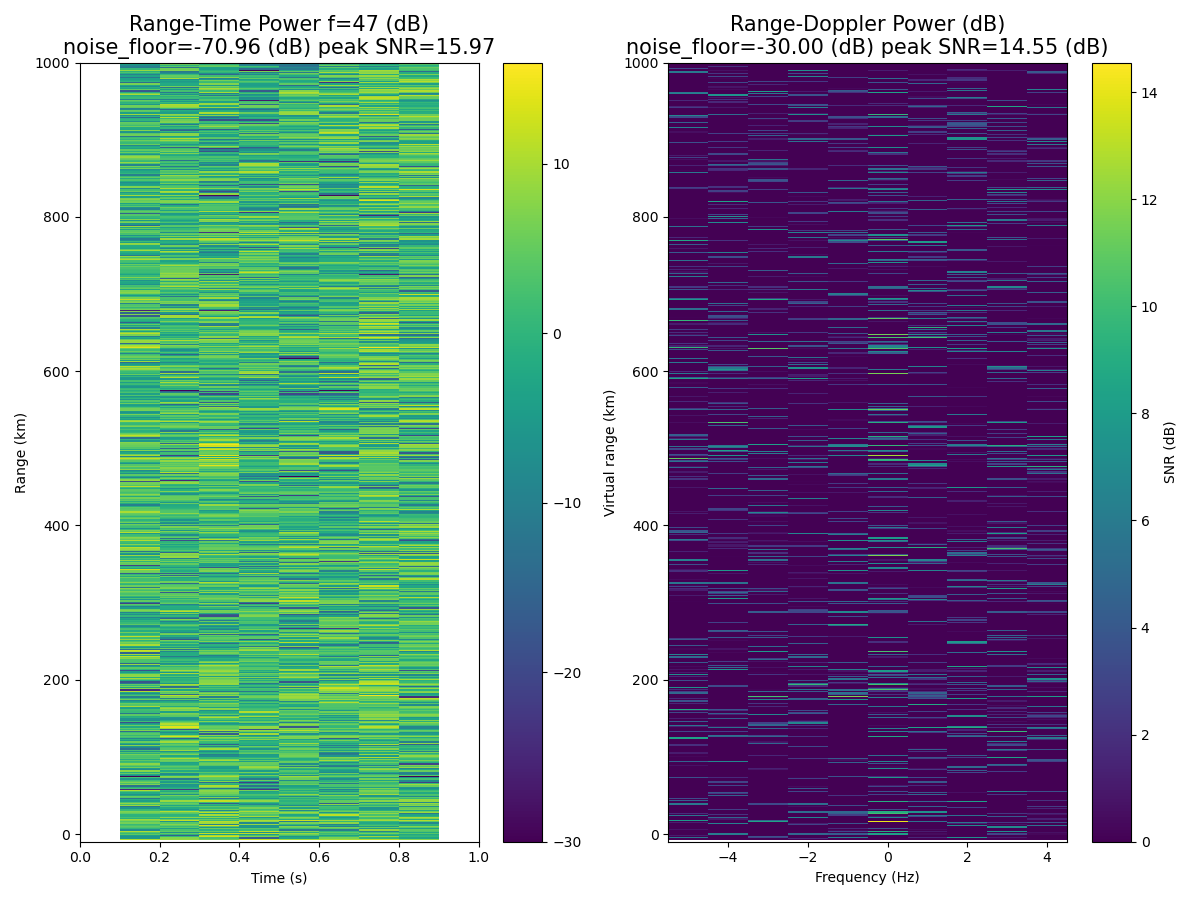 Range-Time Power f=47 (dB)
noise_floor=-70.96 (dB) peak SNR=15.97
Range (km)
1000
800
600
400
200
0
0.0 0.2 0.4 0.6 0.8 1.0
Time (s)
10
0
−10
−20
−30
Range-Doppler Power (dB)
noise_floor=-30.00 (dB) peak SNR=14.55 (dB)
Virtual range (km)
1000
800
600
400
200
0
−4 −2 0 2 4
Frequency (Hz)
14
12
10
8
6
4
2
0
SNR (dB)